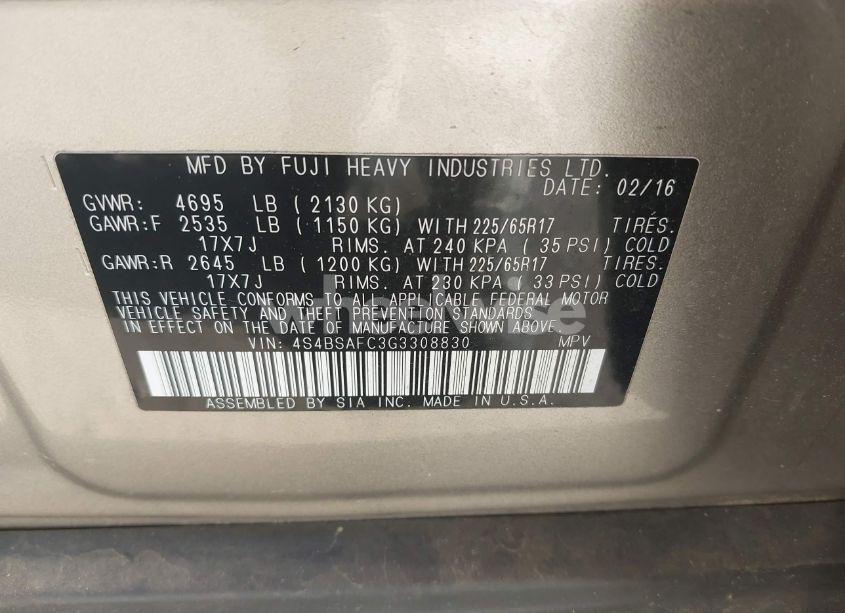 MFD BY FUJI HEAVY INDUSTRIES LTD.
DATE: 02/16
GVWR: 4695 LB (2130 KG)
GAWR:F 2535 LB (1150 KG) WITH 225/65R17 TIRES.
17X7J RIMS. AT 240 KPA (35 PSI) COLD
GAWR:R 2645 LB (1200 KG) WITH 225/65R17 TIRES.
17X7J RIMS. AT 230 KPA (33 PSI) COLD
THIS VEHICLE CONFORMS TO ALL APPLICABLE FEDERAL MOTOR
VEHICLE SAFETY AND THEFT PREVENTION STANDARDS
IN EFFECT ON THE DATE OF MANUFACTURE SHOWN ABOVE.
VIN: 4S4BSAFC3G3308830 MPV
ASSEMBLED BY SIA INC. MADE IN U.S.A.
wheelwise